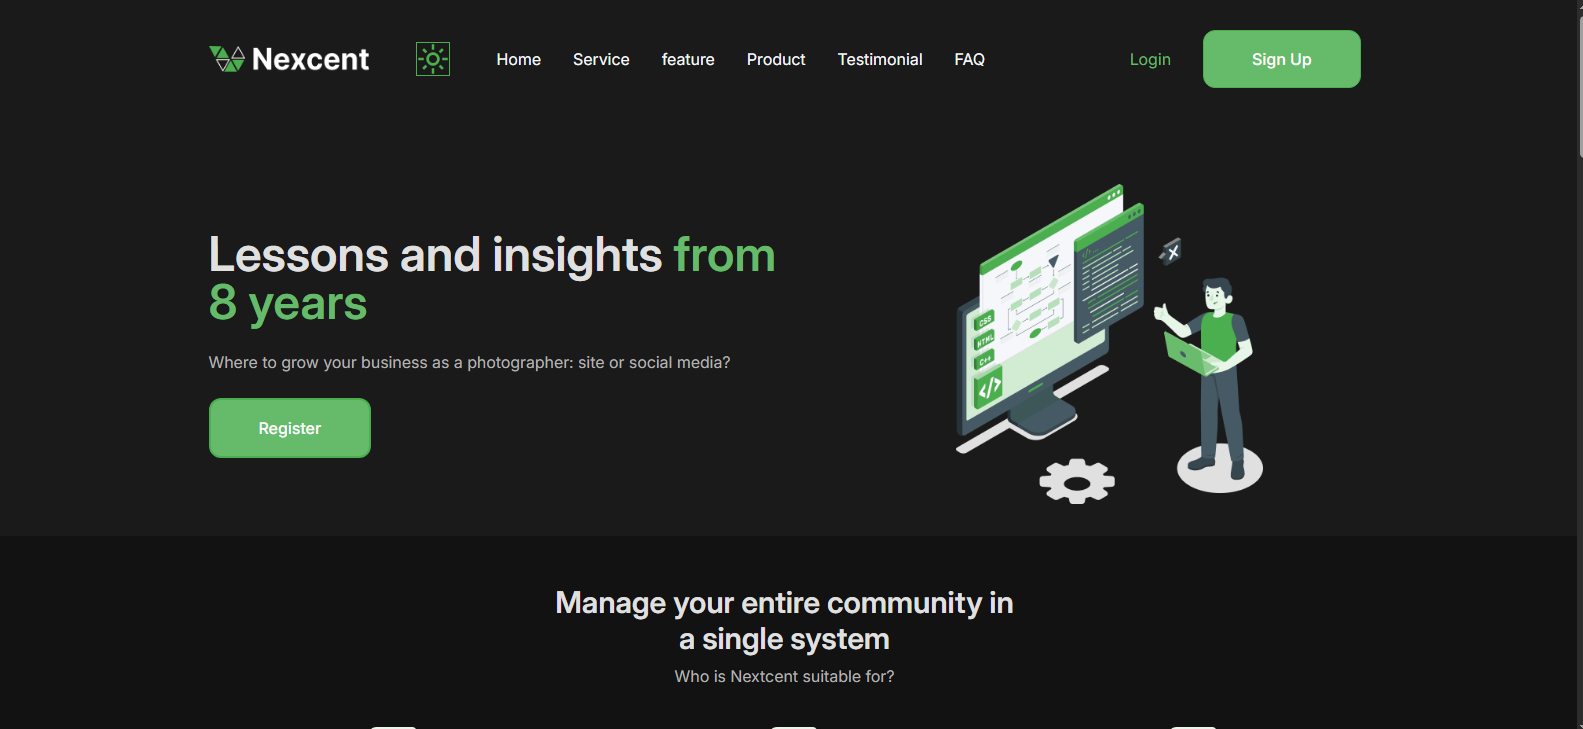 Nexcent
Home Service feature Product Testimonial FAQ
Login
Sign Up
Lessons and insights from
8 years
Where to grow your business as a photographer: site or social media?
Register
CSS
HTML
C++
</>
X
Manage your entire community in
a single system
Who is Nextcent suitable for?